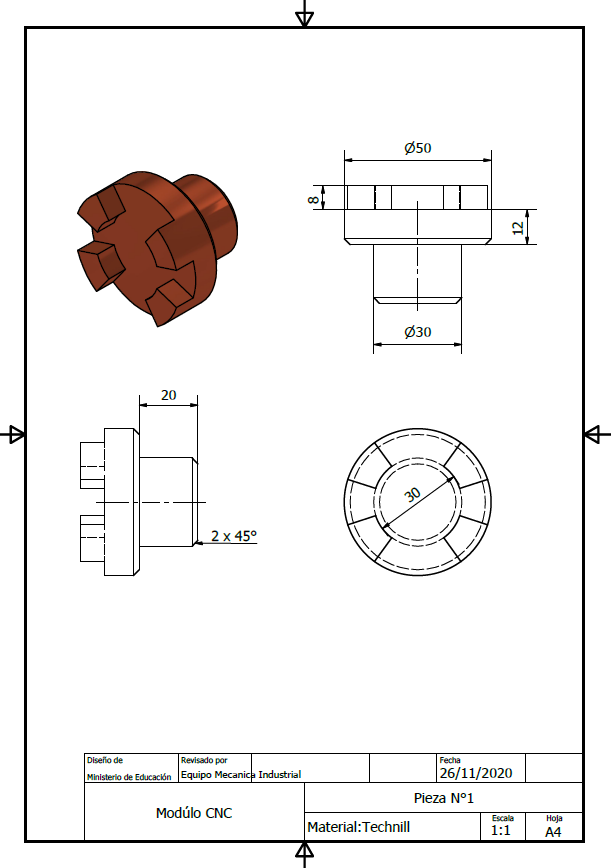 Ø50
8
12
Ø30
20
2 x 45°
30
Diseño de
Ministerio de Educación
Revisado por
Equipo Mecanica Industrial
Fecha
26/11/2020
Modúlo CNC
Pieza N°1
Material:Technill
Escala
1:1
Hoja
A4